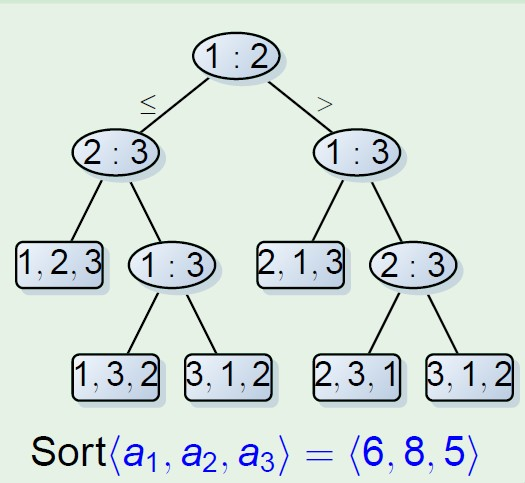 1 : 2
≤ >
2 : 3 1 : 3
1, 2, 3 1 : 3 2, 1, 3 2 : 3
1, 3, 2 3, 1, 2 2, 3, 1 3, 1, 2
Sort⟨a₁, a₂, a₃⟩ = ⟨6, 8, 5⟩